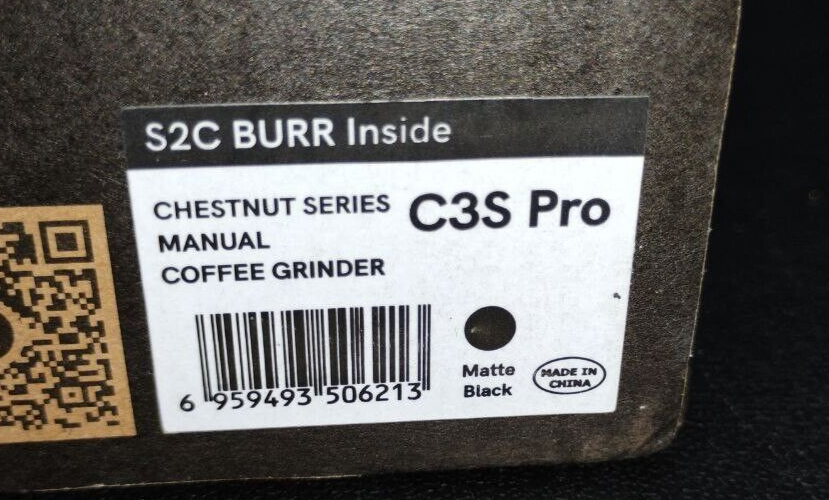 S2C BURR Inside
CHESTNUT SERIES
MANUAL
COFFEE GRINDER
C3S Pro
6 959493 506213
Matte
Black
MADE IN
CHINA